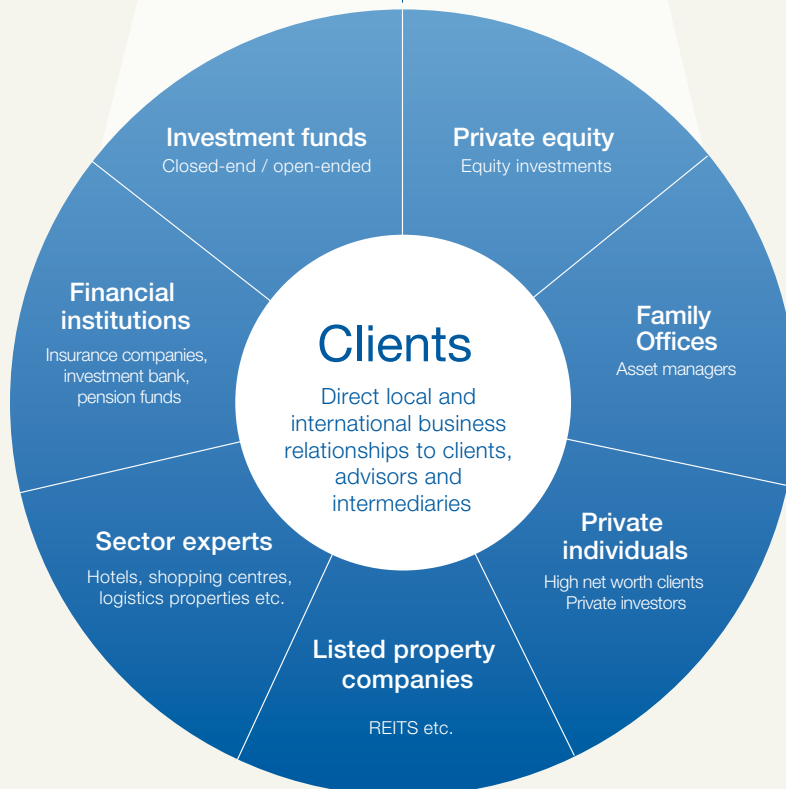 Investment funds
Closed-end / open-ended
Private equity
Equity investments
Financial
institutions
Insurance companies,
investment bank,
pension funds
Clients
Direct local and
international business
relationships to clients,
advisors and
intermediaries
Family
Offices
Asset managers
Sector experts
Hotels, shopping centres,
logistics properties etc.
Private
individuals
High net worth clients
Private investors
Listed property
companies
REITS etc.